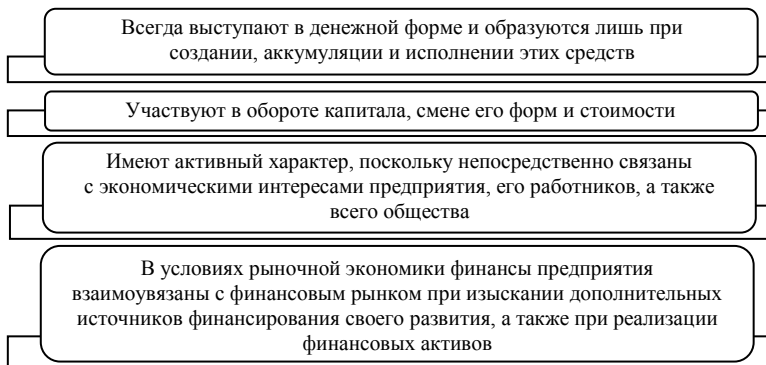 Всегда выступают в денежной форме и образуются лишь при
создании, аккумуляции и исполнении этих средств
Участвуют в обороте капитала, смене его форм и стоимости
Имеют активный характер, поскольку непосредственно связаны
с экономическими интересами предприятия, его работников, а также
всего общества
В условиях рыночной экономики финансы предприятия
взаимоувязаны с финансовым рынком при изыскании дополнительных
источников финансирования своего развития, а также при реализации
финансовых активов